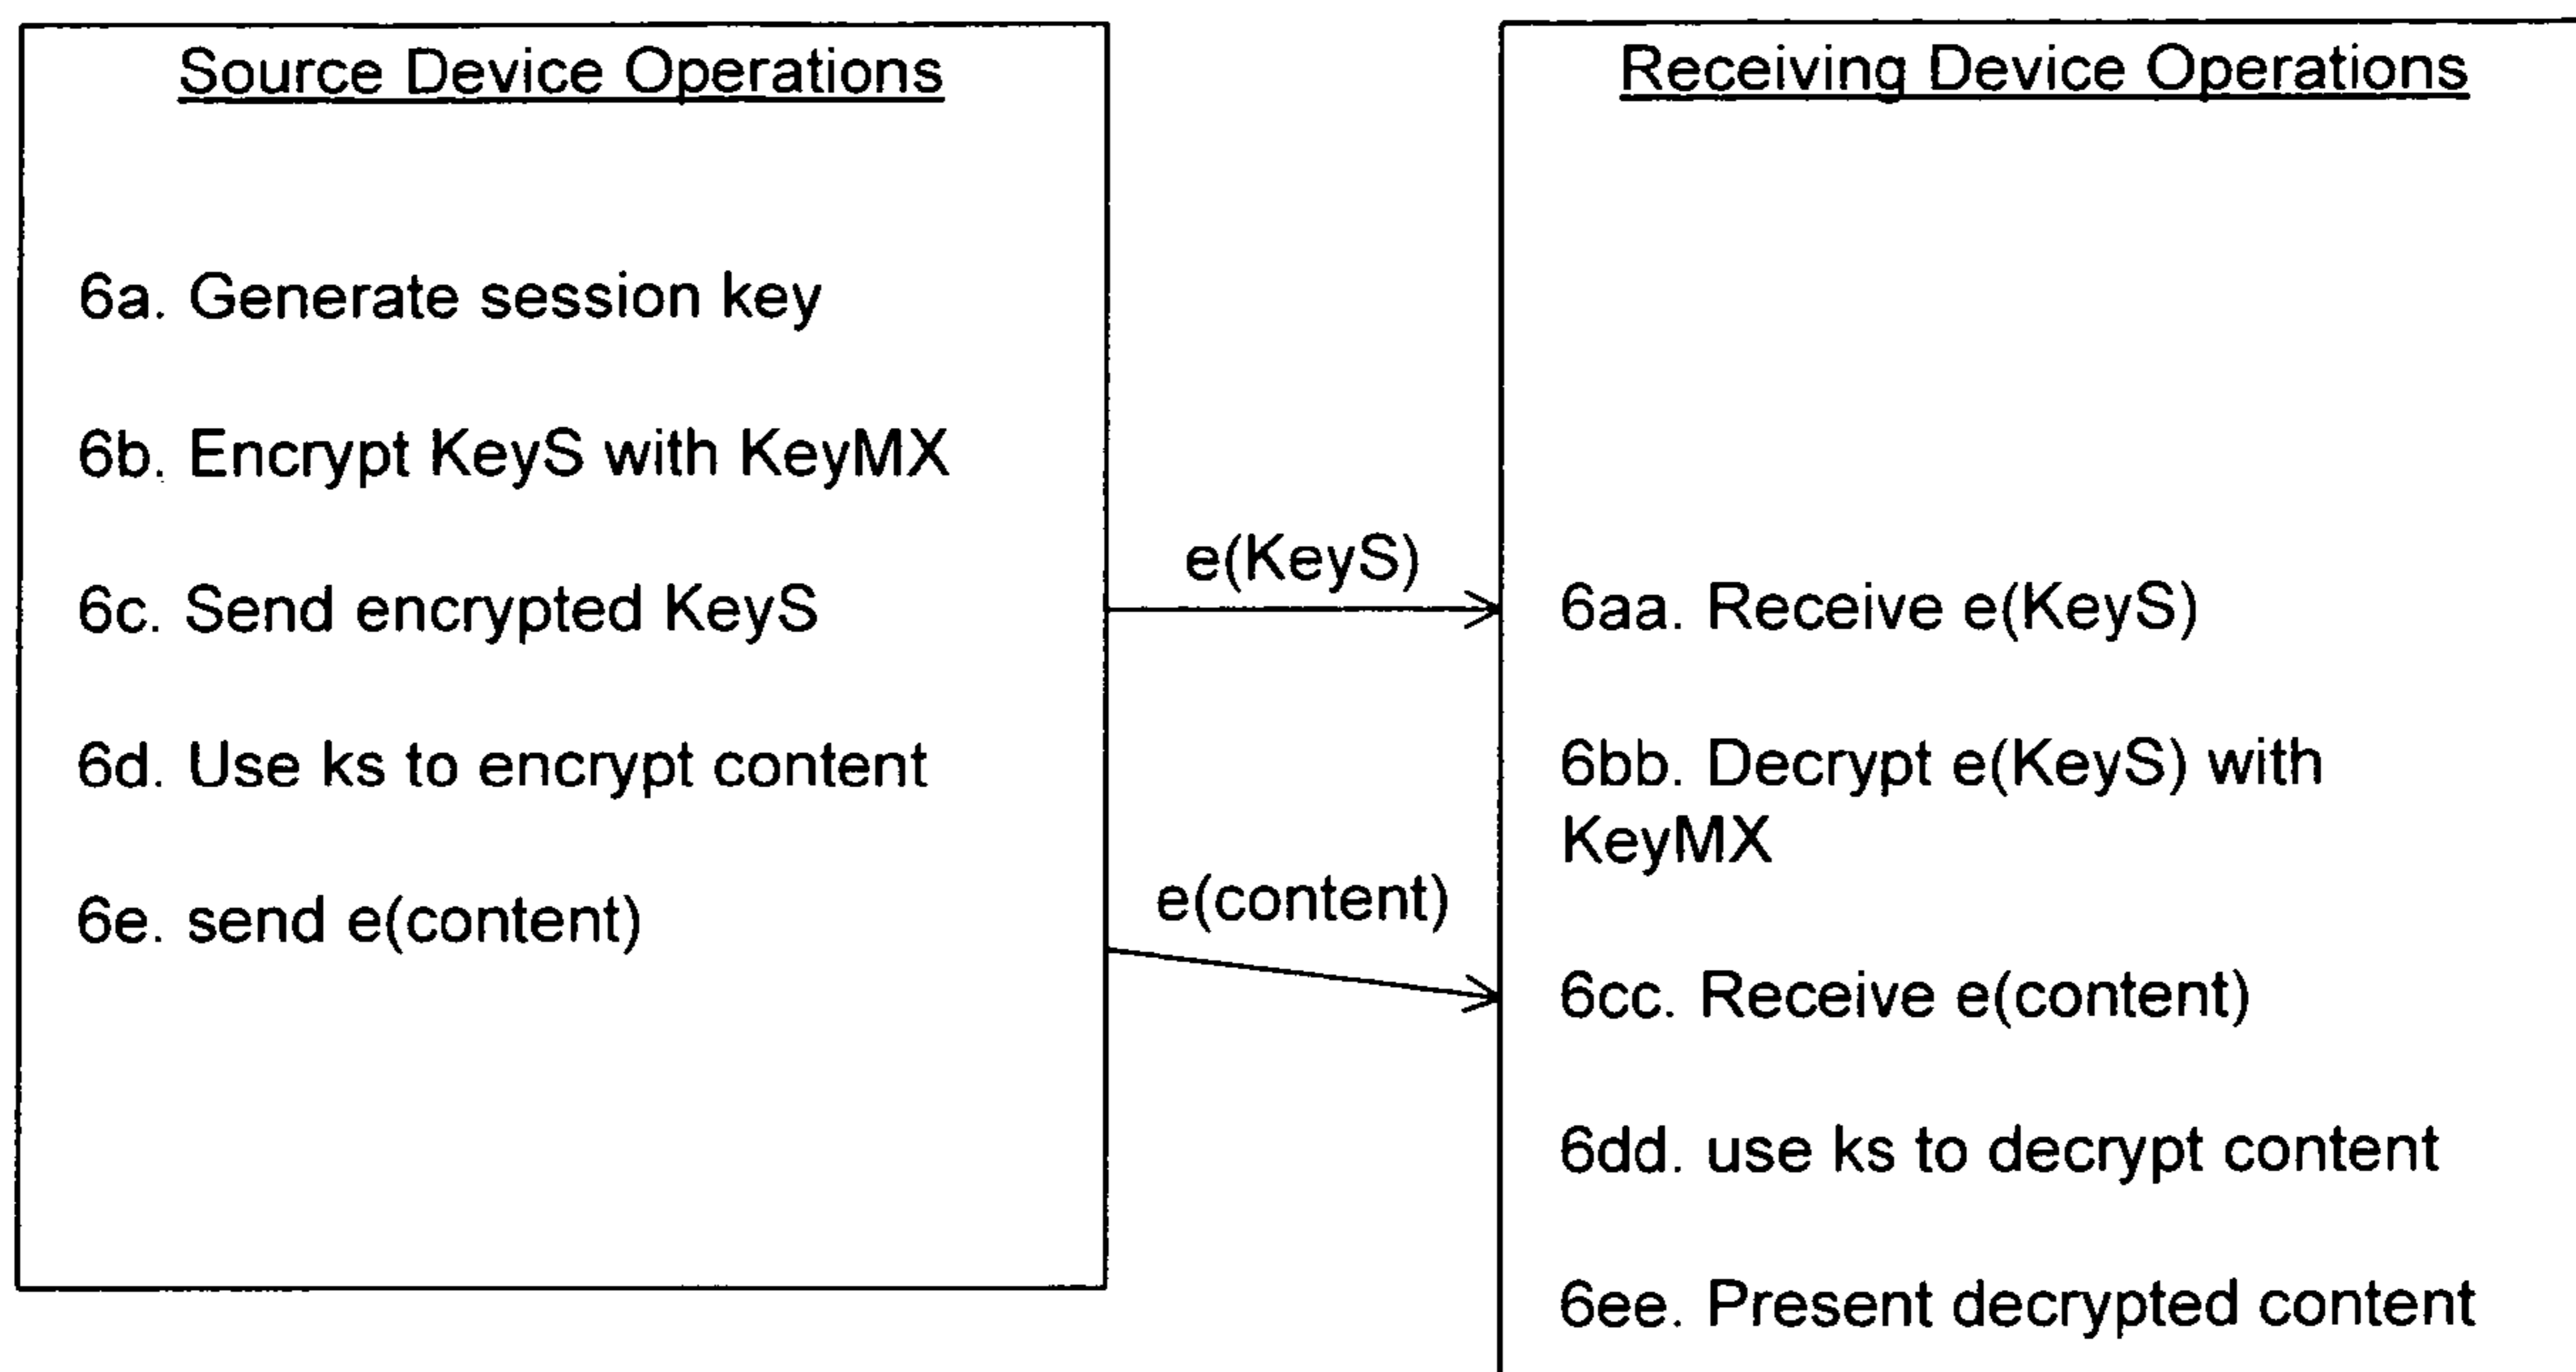 Source Device Operations
6a. Generate session key
6b. Encrypt KeyS with KeyMX
6c. Send encrypted KeyS
6d. Use ks to encrypt content
6e. send e(content)
e(KeyS)
e(content)
Receiving Device Operations
6aa. Receive e(KeyS)
6bb. Decrypt e(KeyS) with
KeyMX
6cc. Receive e(content)
6dd. use ks to decrypt content
6ee. Present decrypted content